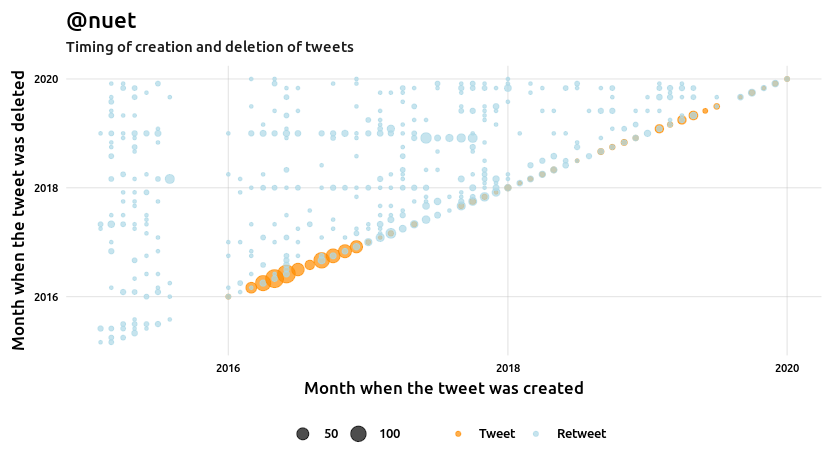 @nuet
Timing of creation and deletion of tweets
Month when the tweet was deleted
2020
2018
2016
2016 2018 2020
Month when the tweet was created
50 100 Tweet Retweet